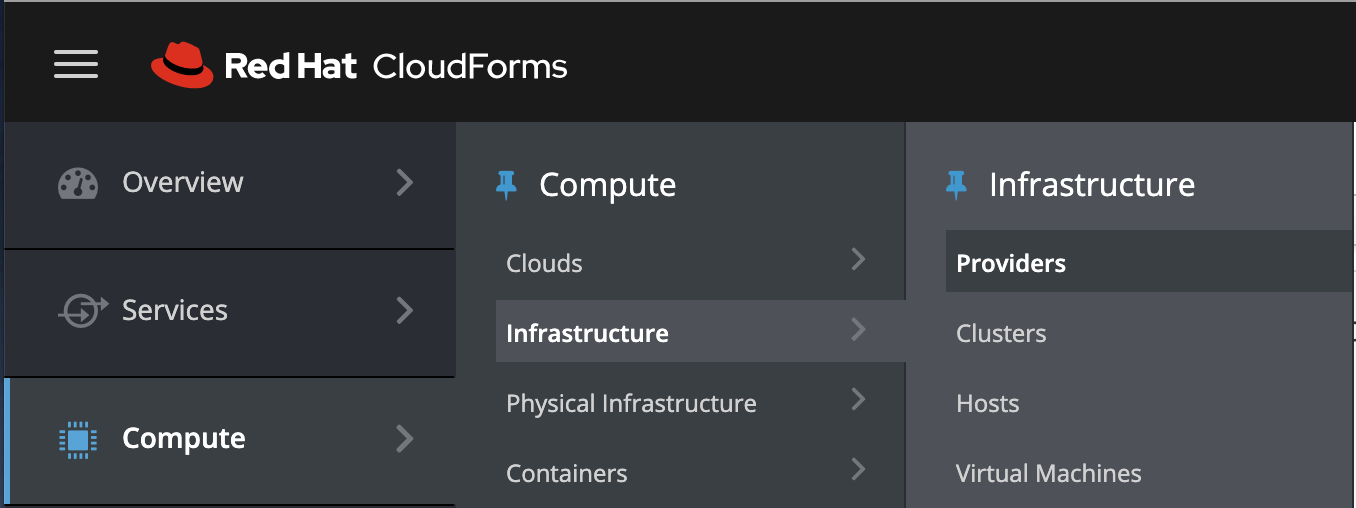 Red Hat CloudForms
Overview
Services
Compute
Compute
Clouds
Infrastructure
Physical Infrastructure
Containers
Infrastructure
Providers
Clusters
Hosts
Virtual Machines